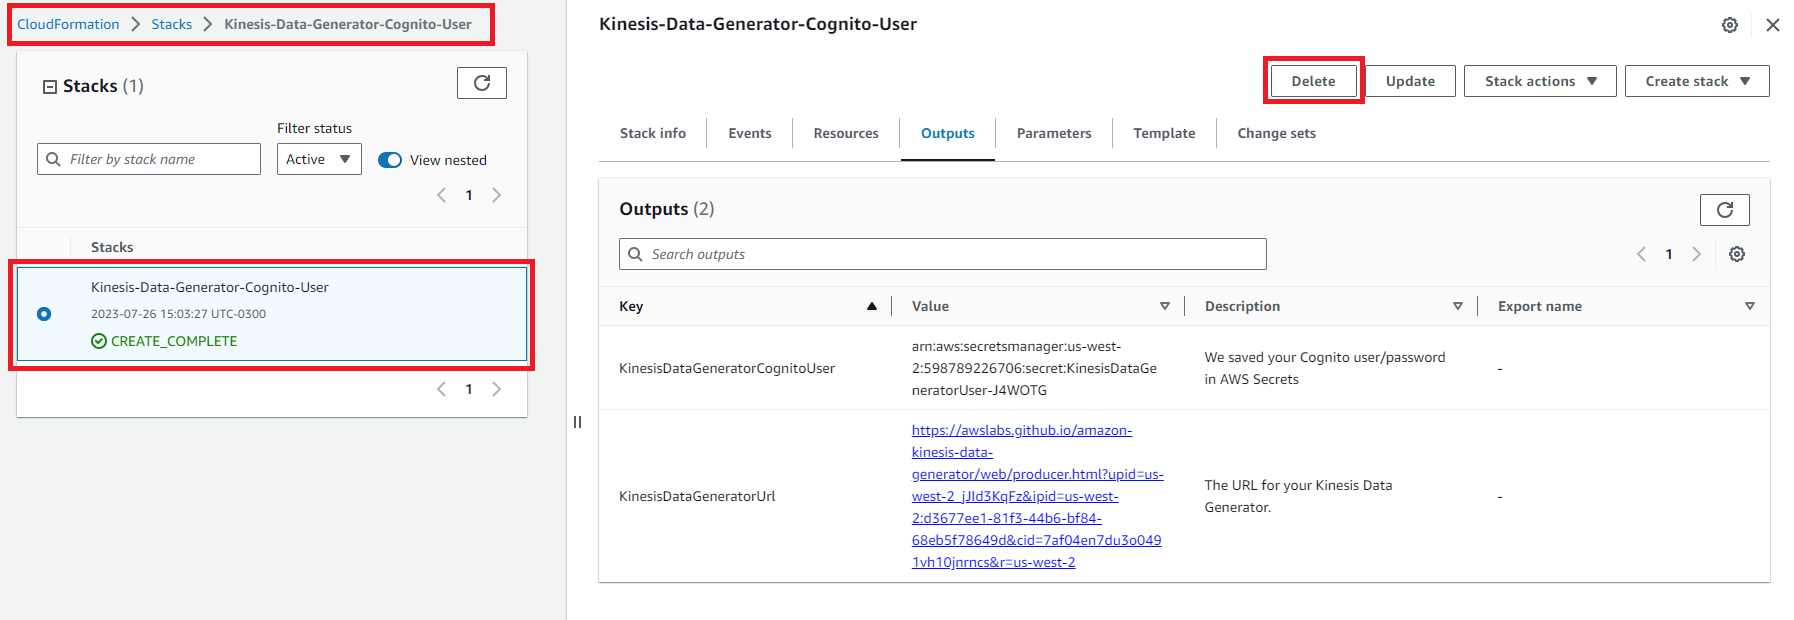 CloudFormation > Stacks > Kinesis-Data-Generator-Cognito-User
Stacks (1)
Filter status
Filter by stack name
Active
View nested
1
Stacks
Kinesis-Data-Generator-Cognito-User
2023-07-26 15:03:27 UTC-0300
CREATE_COMPLETE
1
Kinesis-Data-Generator-Cognito-User
Delete Update Stack actions Create stack
Stack info Events Resources Outputs Parameters Template Change sets
Outputs (2)
Search outputs
1
Key Value Description Export name
KinesisDataGeneratorCognitoUser
arn:aws:secretsmanager:us-west-
2:598789226706:secret:KinesisDataGe
neratorUser-J4WOTG
We saved your Cognito user/password
in AWS Secrets
-
KinesisDataGeneratorUrl
https://awslabs.github.io/amazon-
kinesis-data-
generator/web/producer.html?upid=us-
west-2_jJId3KqFz&ipid=us-west-
2:d3677ee1-81f3-44b6-bf84-
68eb5f78649d&cid=7af04en7du3o049
1vh10jnrncs&r=us-west-2
The URL for your Kinesis Data
Generator.
-